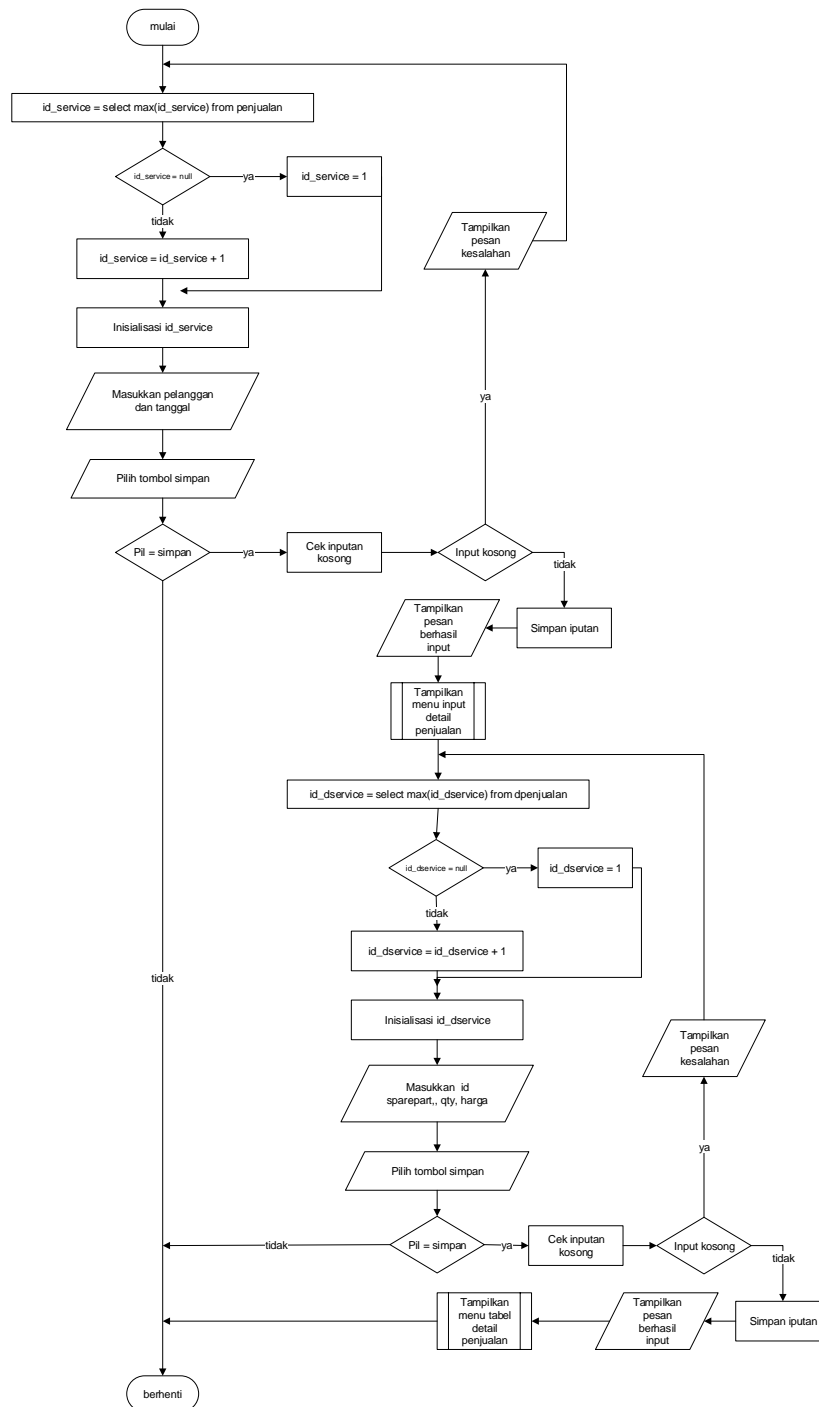 mulai
id_service = select max(id_service) from penjualan
id_service = null
ya
id_service = 1
tidak
id_service = id_service + 1
Inisialisasi id_service
Masukkan pelanggan
dan tanggal
Pilih tombol simpan
Pil = simpan
ya
Cek inputan
kosong
Input kosong
ya
Tampilkan
pesan
kesalahan
tidak
Simpan iputan
Tampilkan
pesan
berhasil
input
Tampilkan
menu input
detail
penjualan
id_dservice = select max(id_dservice) from dpenjualan
id_dservice = null
ya
id_dservice = 1
tidak
id_dservice = id_dservice + 1
tidak
Inisialisasi id_dservice
Masukkan  id
sparepart,, qty, harga
Pilih tombol simpan
Pil = simpan
tidak
ya
Cek inputan
kosong
Input kosong
ya
Tampilkan
pesan
kesalahan
tidak
Simpan iputan
Tampilkan
pesan
berhasil
input
Tampilkan
menu tabel
detail
penjualan
berhenti